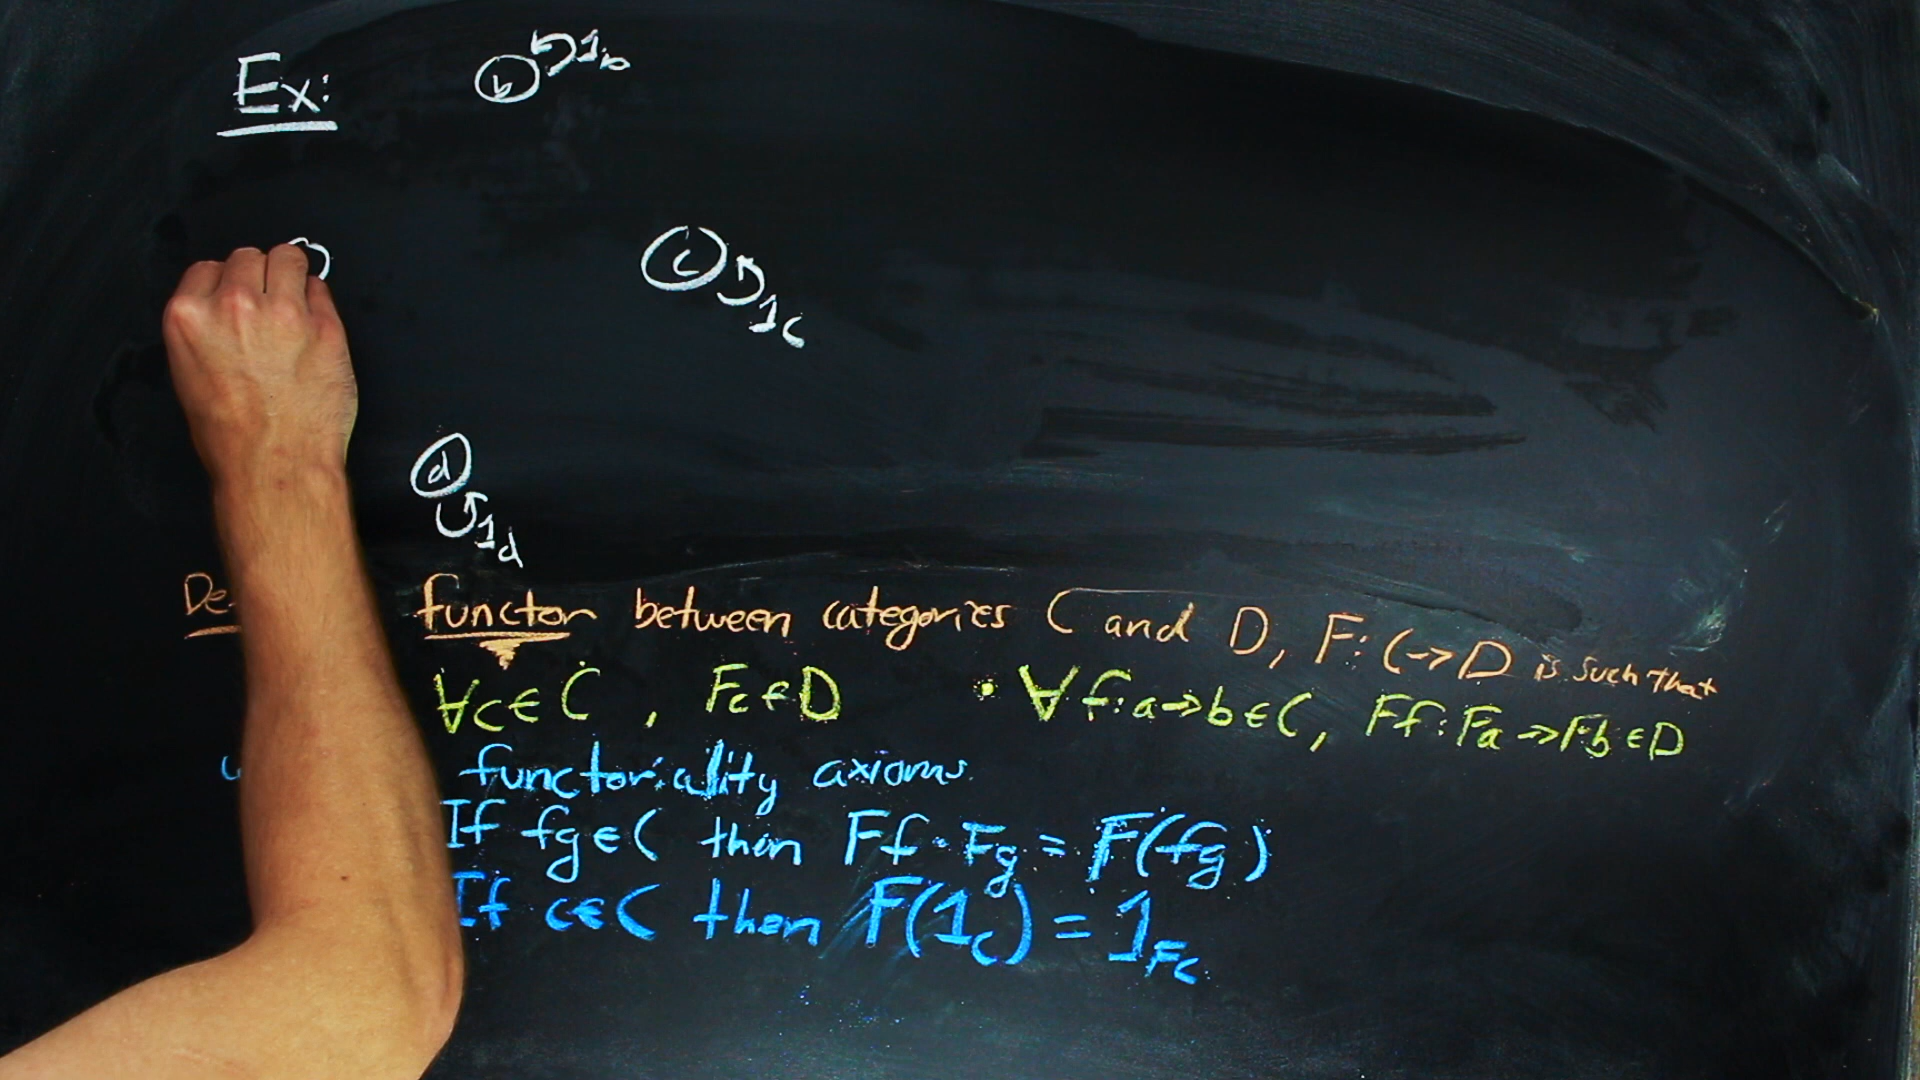 Ex:
b 1b
c 1c
d
1d
functor between categories C and D, F: C→D is such that
∀c∈C , Fc∈D • ∀f:a→b∈C, Ff:Fa→Fb∈D
functoriality axioms
If fg∈C then Ff·Fg = F(fg)
If c∈C then F(1c) = 1Fc